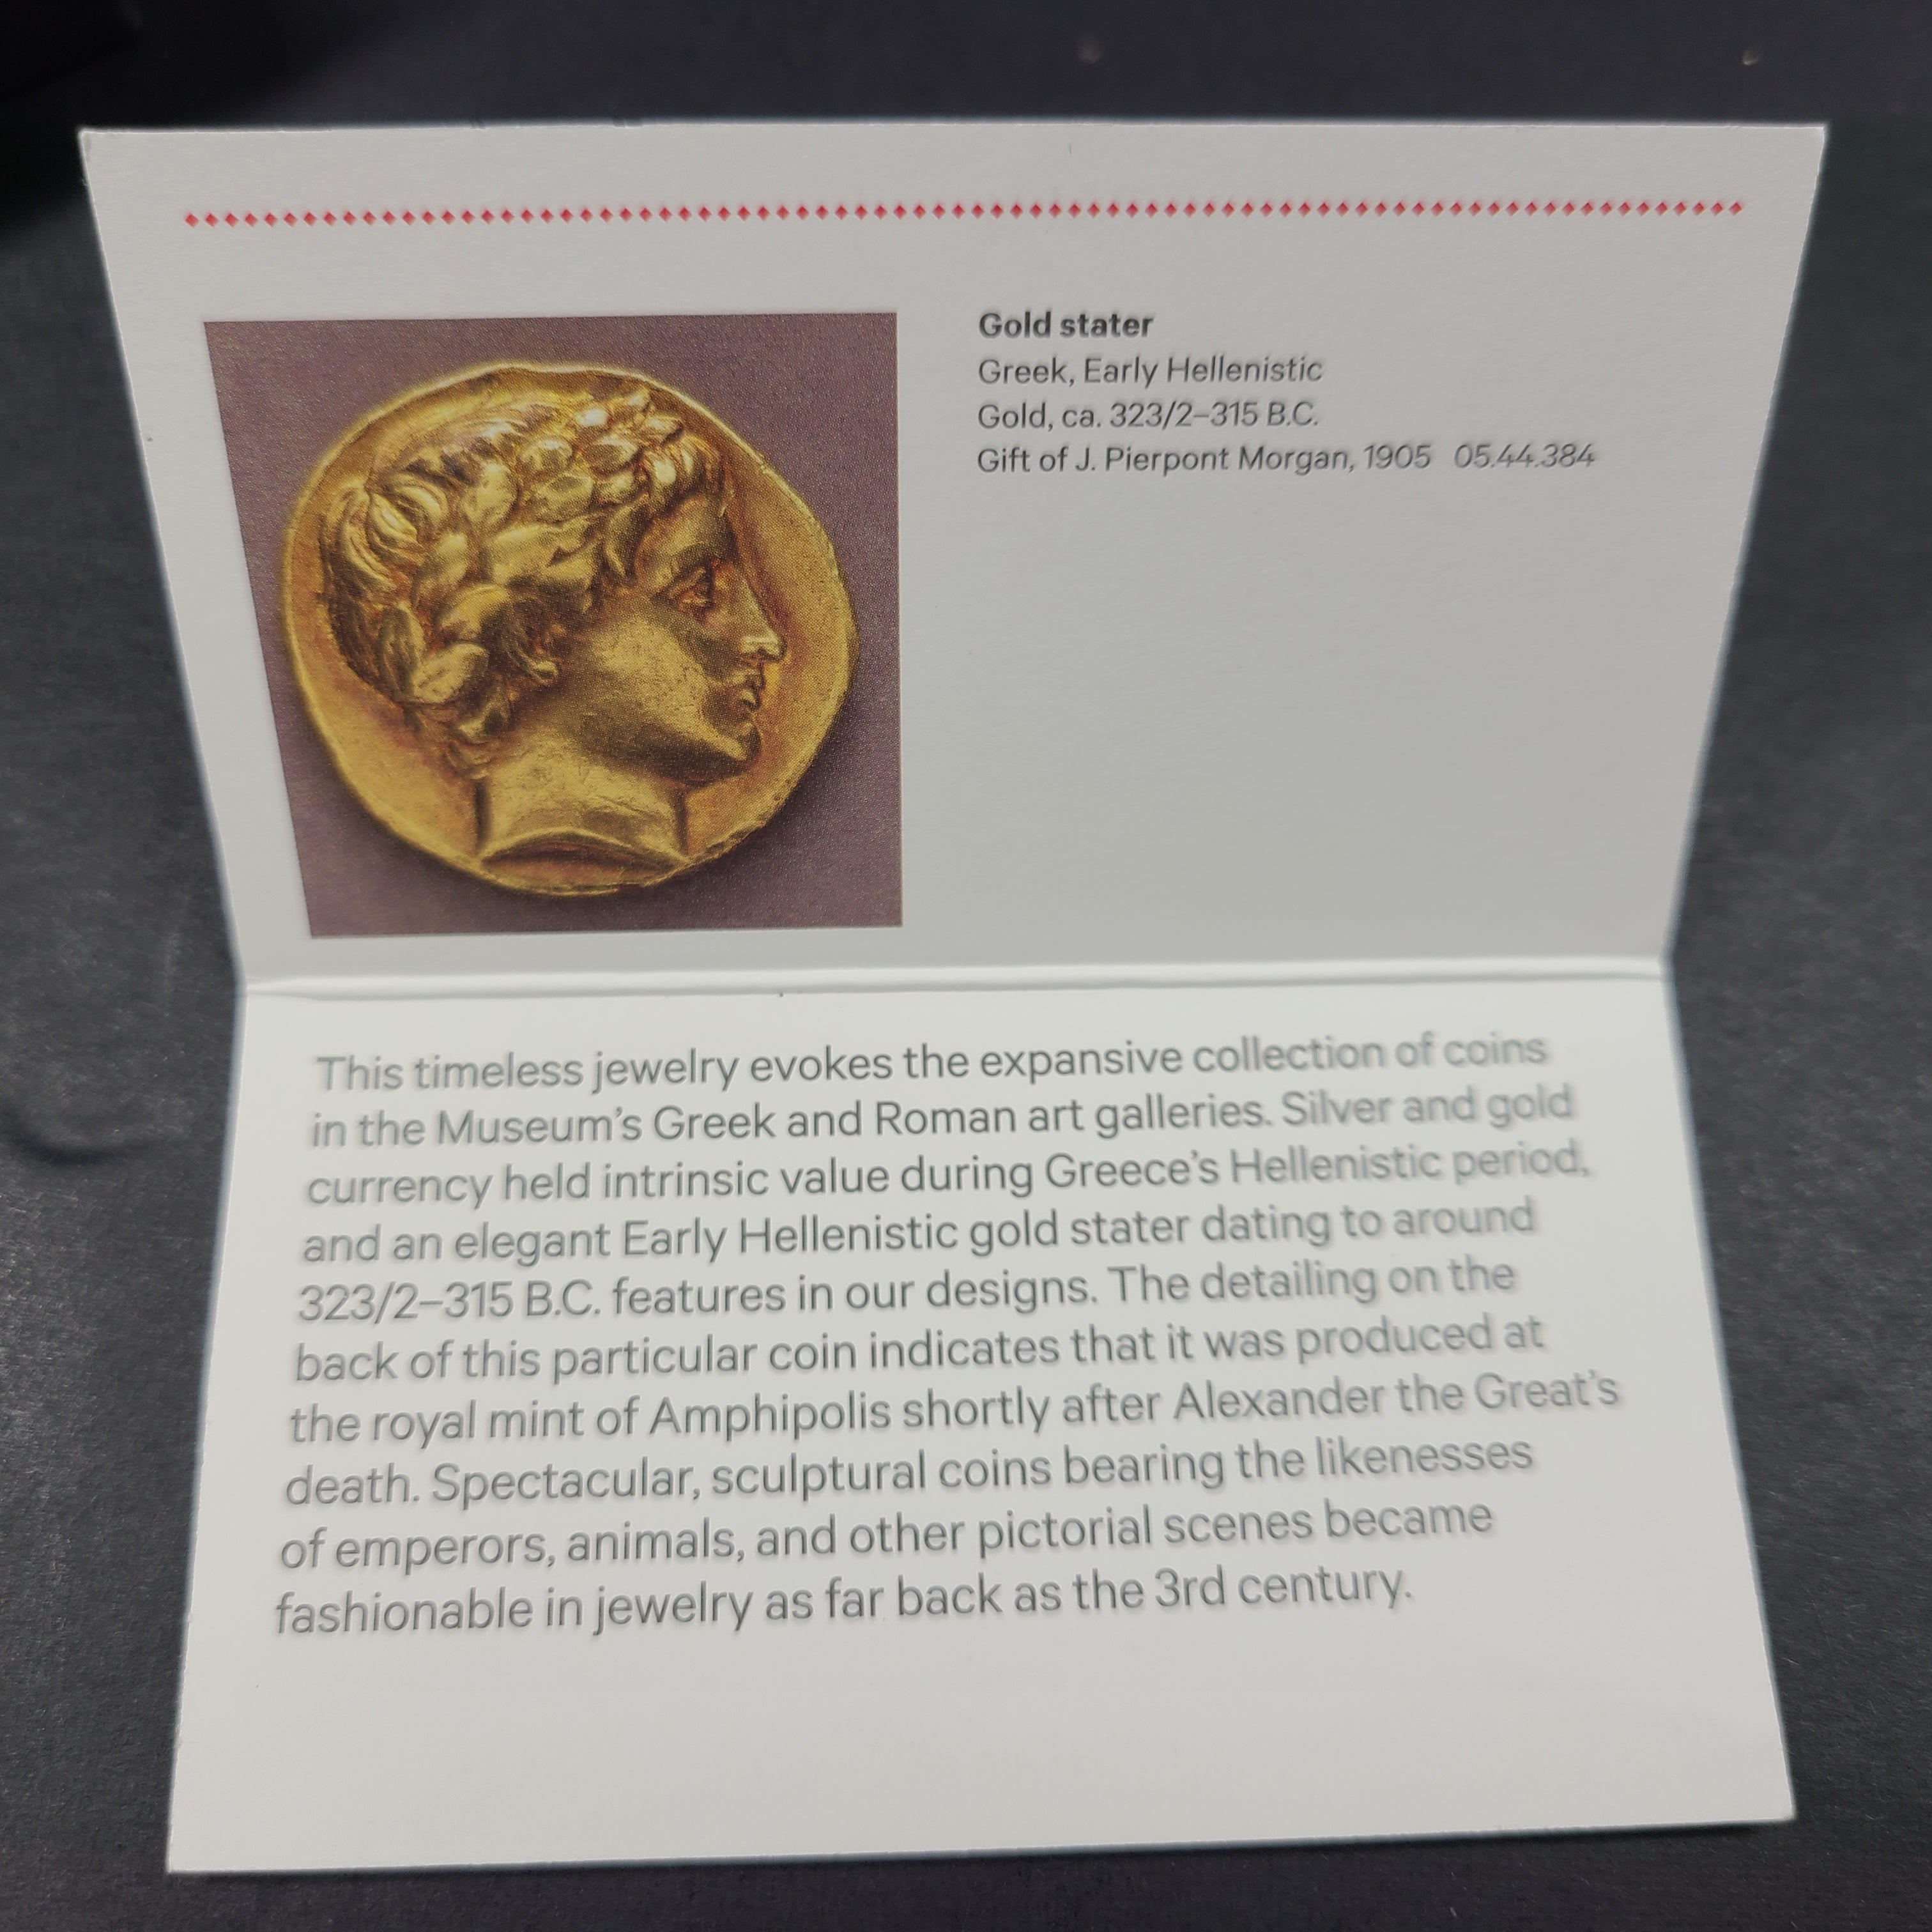 Gold stater
Greek, Early Hellenistic
Gold, ca. 323/2–315 B.C.
Gift of J. Pierpont Morgan, 1905 05.44.384
This timeless jewelry evokes the expansive collection of coins
in the Museum’s Greek and Roman art galleries. Silver and gold
currency held intrinsic value during Greece’s Hellenistic period,
and an elegant Early Hellenistic gold stater dating to around
323/2–315 B.C. features in our designs. The detailing on the
back of this particular coin indicates that it was produced at
the royal mint of Amphipolis shortly after Alexander the Great’s
death. Spectacular, sculptural coins bearing the likenesses
of emperors, animals, and other pictorial scenes became
fashionable in jewelry as far back as the 3rd century.